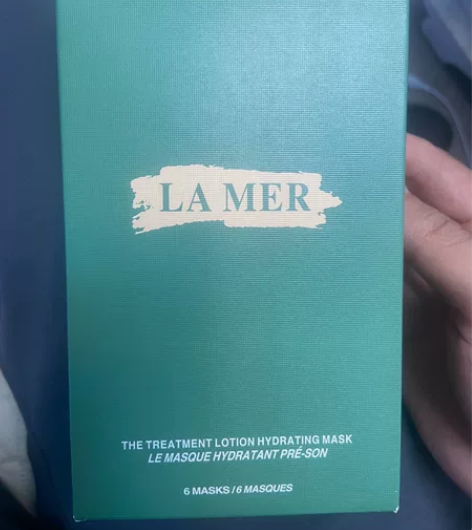 LA MER
THE TREATMENT LOTION HYDRATING MASK
LE MASQUE HYDRATANT PRÉ-SON
6 MASKS / 6 MASQUES